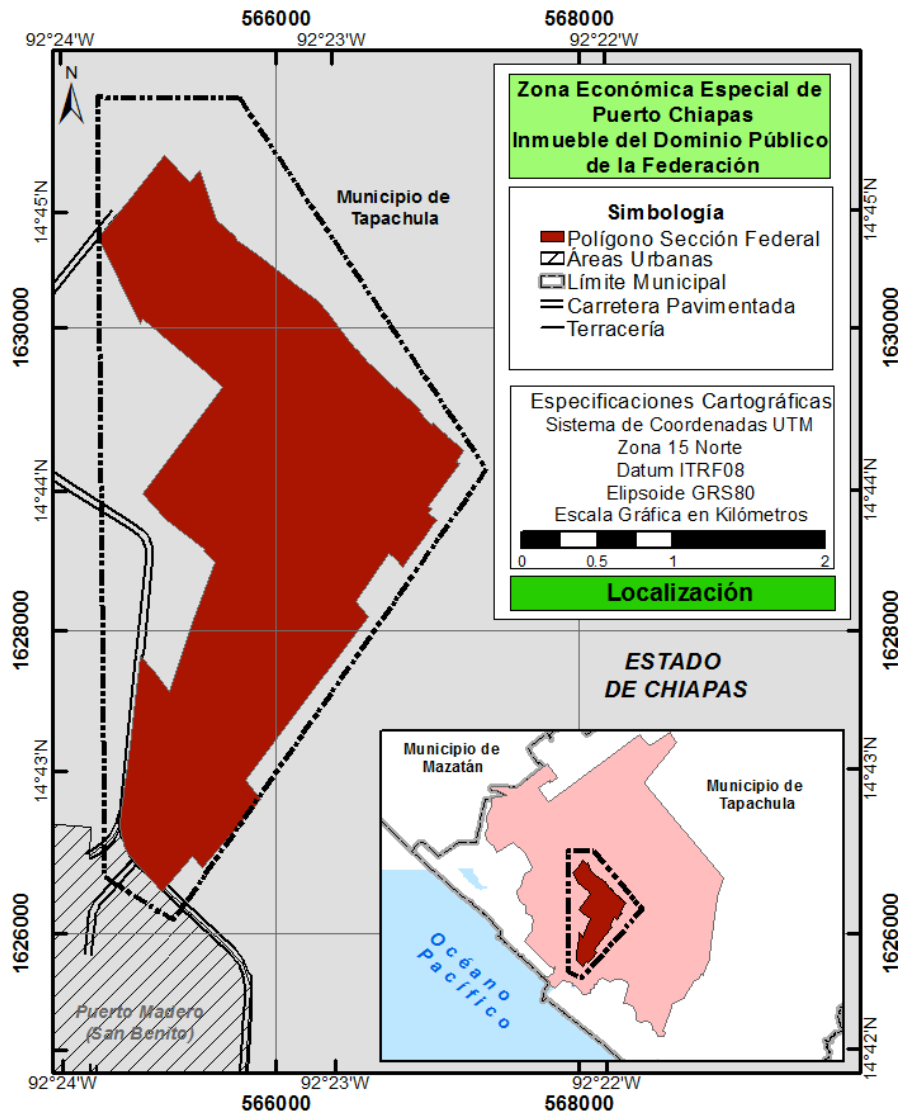 566000
568000
92°24'W
92°23'W
92°22'W
N
Zona Económica Especial de
Puerto Chiapas
Inmueble del Dominio Público
de la Federación
Municipio de
Tapachula
14°45'N
14°45'N
Simbología
Polígono Sección Federal
Áreas Urbanas
Límite Municipal
Carretera Pavimentada
Terracería
1630000
1630000
Especificaciones Cartográficas
Sistema de Coordenadas UTM
Zona 15 Norte
Datum ITRF08
Elipsoide GRS80
Escala Gráfica en Kilómetros
0 0.5 1 2
14°44'N
14°44'N
Localización
1628000
1628000
ESTADO
DE CHIAPAS
Municipio de
Mazatán
Municipio de
Tapachula
14°43'N
14°43'N
1626000
1626000
Océano
Pacífico
Puerto Madero
(San Benito)
14°42'N
92°24'W
92°23'W
92°22'W
566000
568000